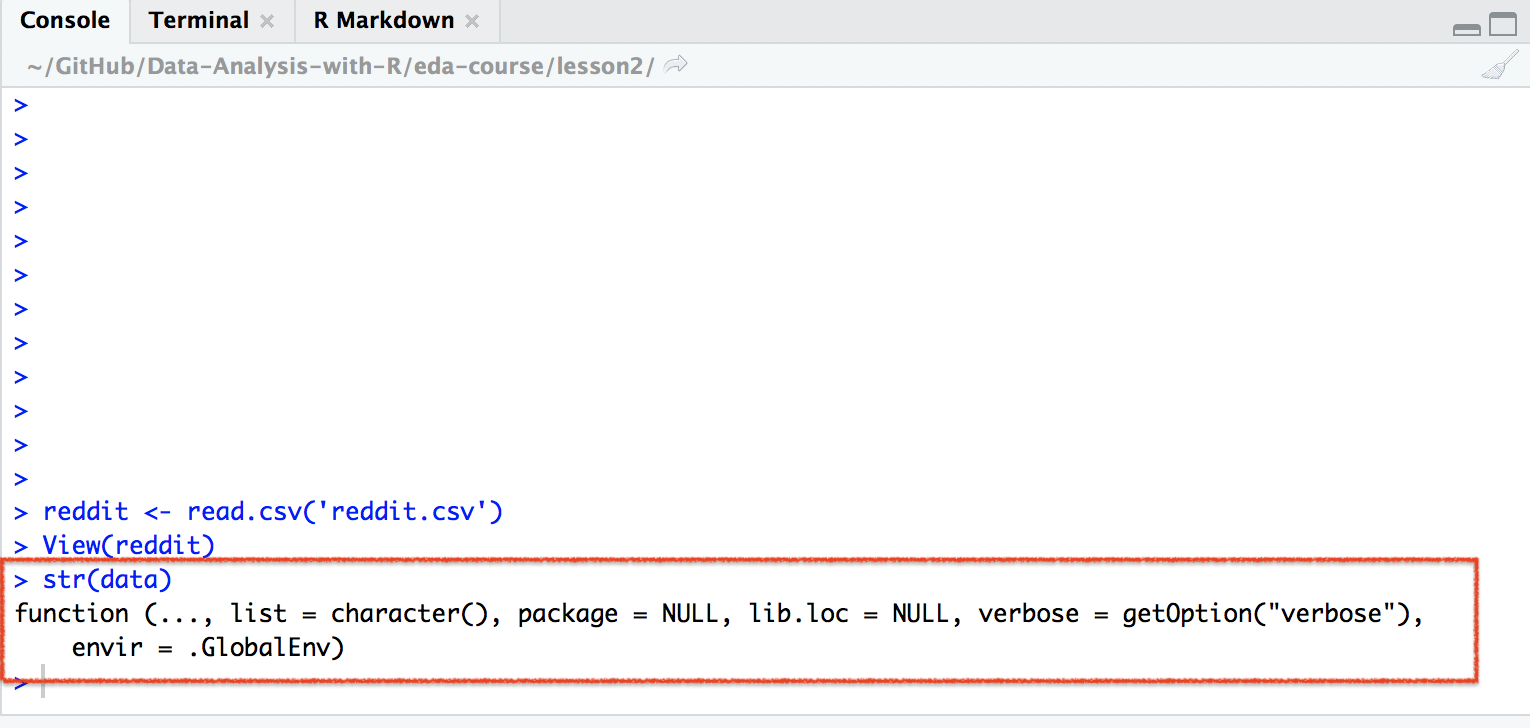 Console Terminal R Markdown
~/GitHub/Data-Analysis-with-R/eda-course/lesson2/
>
>
>
>
>
>
>
>
>
>
>
>
> reddit <- read.csv('reddit.csv')
> View(reddit)
> str(data)
function (..., list = character(), package = NULL, lib.loc = NULL, verbose = getOption("verbose"),
    envir = .GlobalEnv)
>